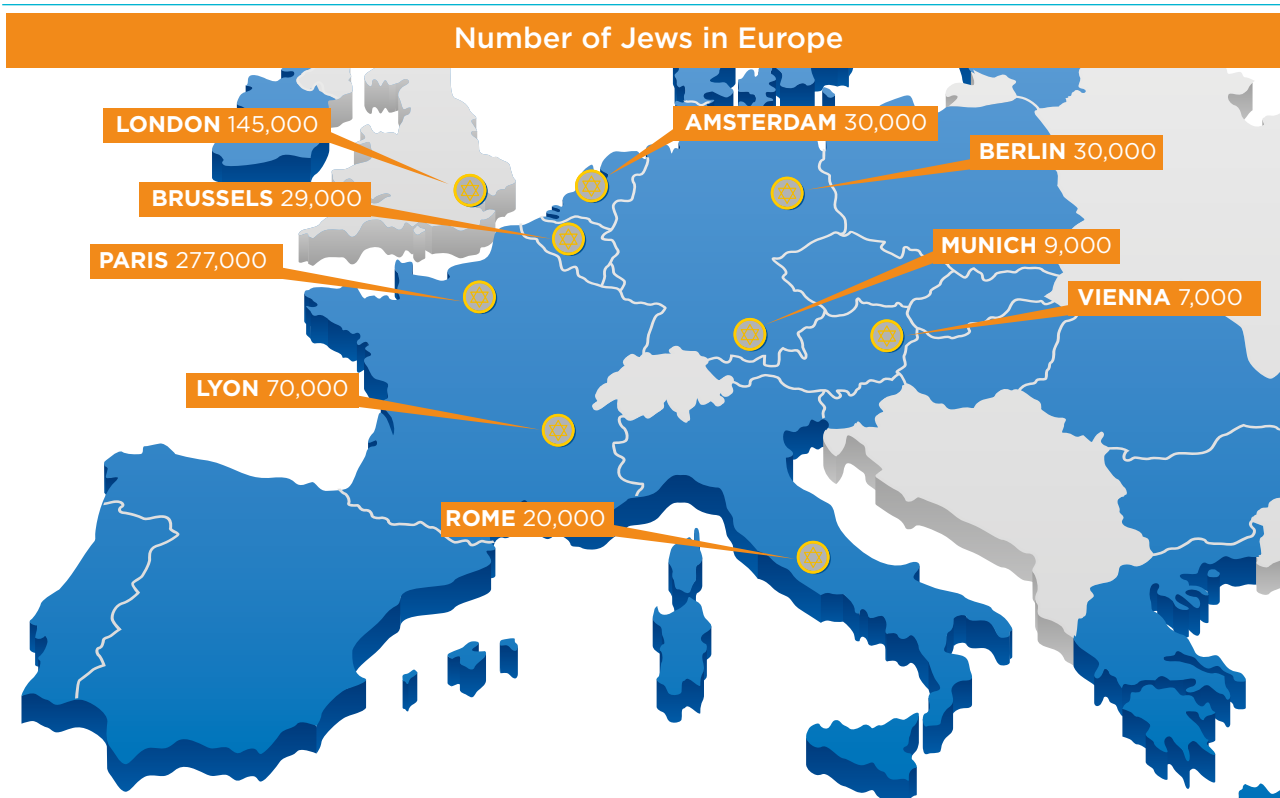 Number of Jews in Europe
LONDON 145,000
AMSTERDAM 30,000
BERLIN 30,000
BRUSSELS 29,000
PARIS 277,000
MUNICH 9,000
VIENNA 7,000
LYON 70,000
ROME 20,000